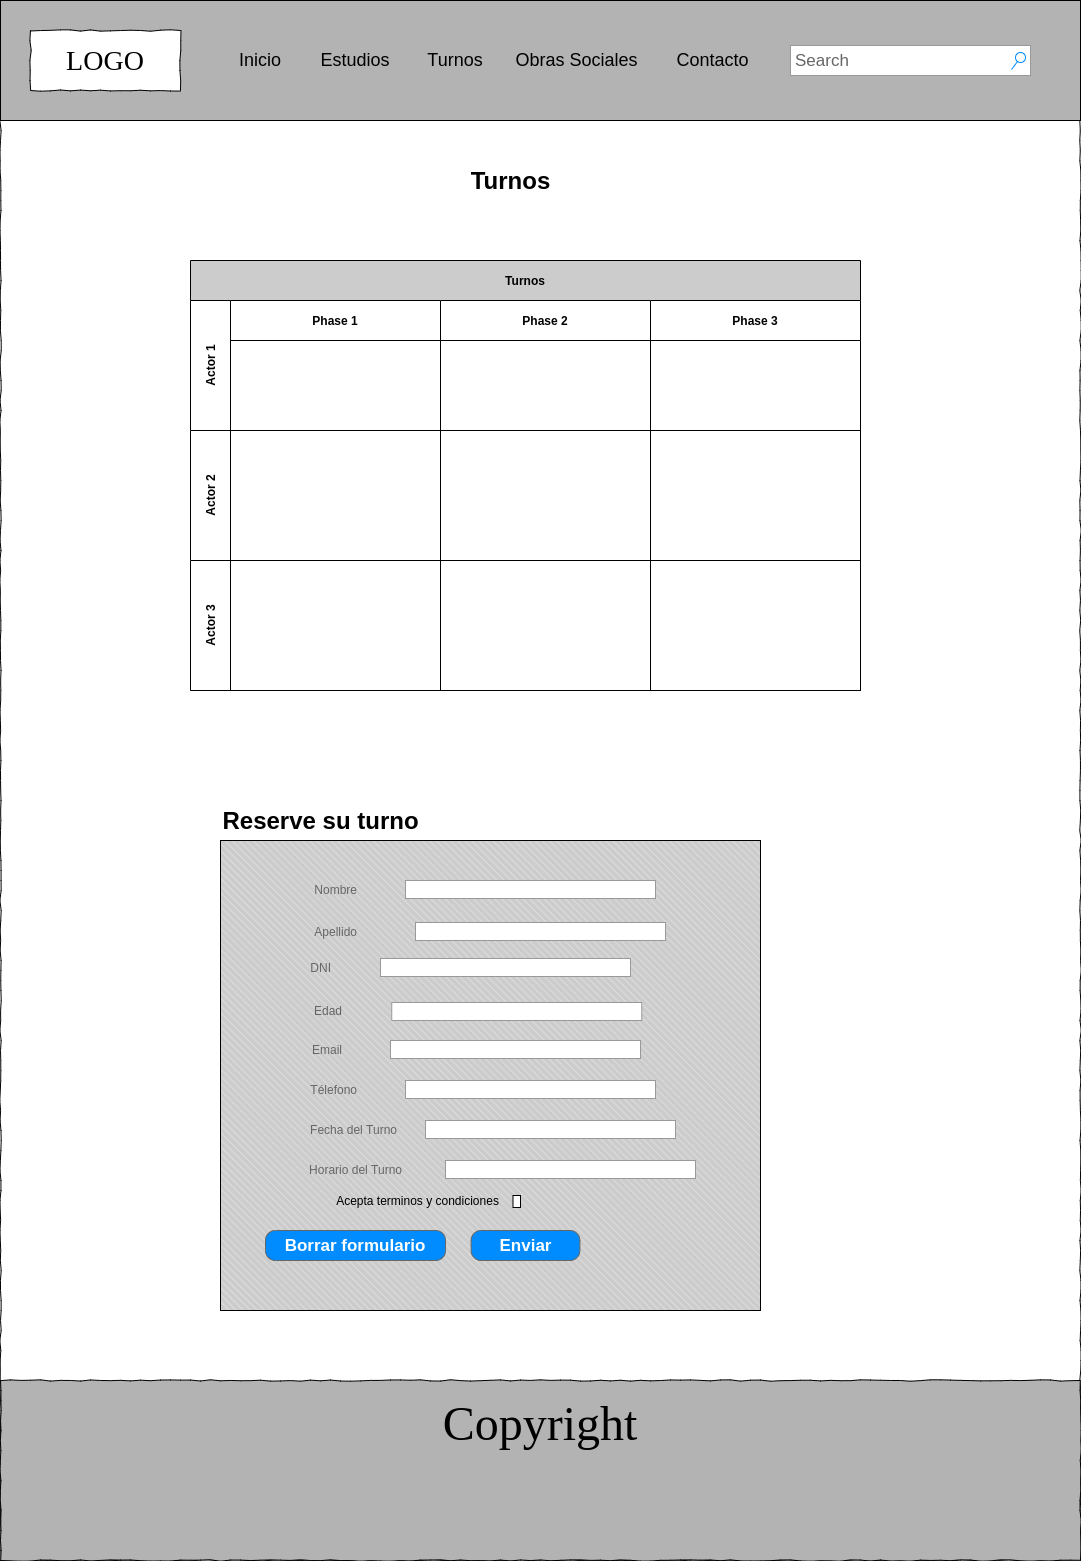 LOGO
Inicio Estudios Turnos Obras Sociales Contacto Search
Turnos
Turnos
Phase 1 Phase 2 Phase 3
Actor 1
Actor 2
Actor 3
Reserve su turno
Nombre
Apellido
DNI
Edad
Email
Télefono
Fecha del Turno
Horario del Turno
Acepta terminos y condiciones
Borrar formulario Enviar
Copyright